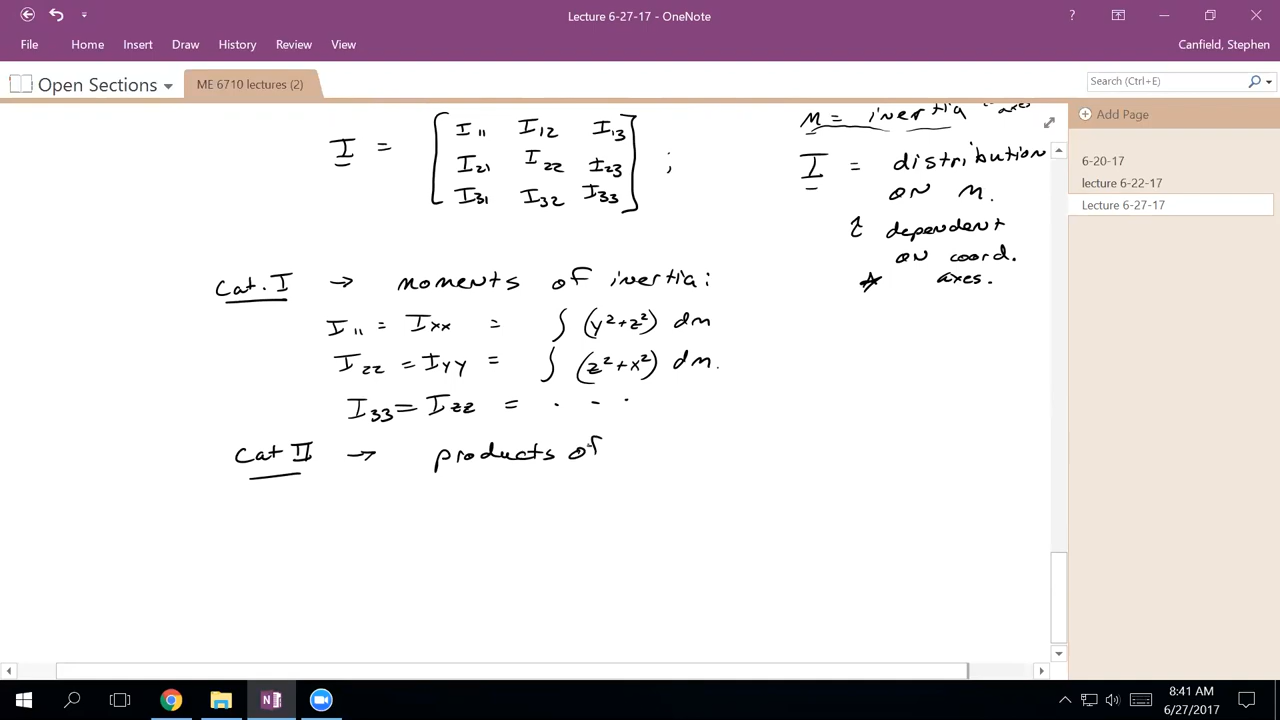 Lecture 6-27-17 - OneNote
File Home Insert Draw History Review View
Canfield, Stephen
Open Sections
ME 6710 lectures (2)
Search (Ctrl+E)
Add Page
6-20-17
lecture 6-22-17
Lecture 6-27-17
M = inertia axes
I = [ I11 I12 I13
I21 I22 I23
I31 I32 I33 ] ;
I = distribution
on M.
dependent
on coord.
axes.
Cat. I → moments of inertia:
I11 = Ixx = ∫ (y²+z²) dm
I22 = Iyy = ∫ (z²+x²) dm.
I33 = Izz = . - .
Cat II → products of
8:41 AM
6/27/2017